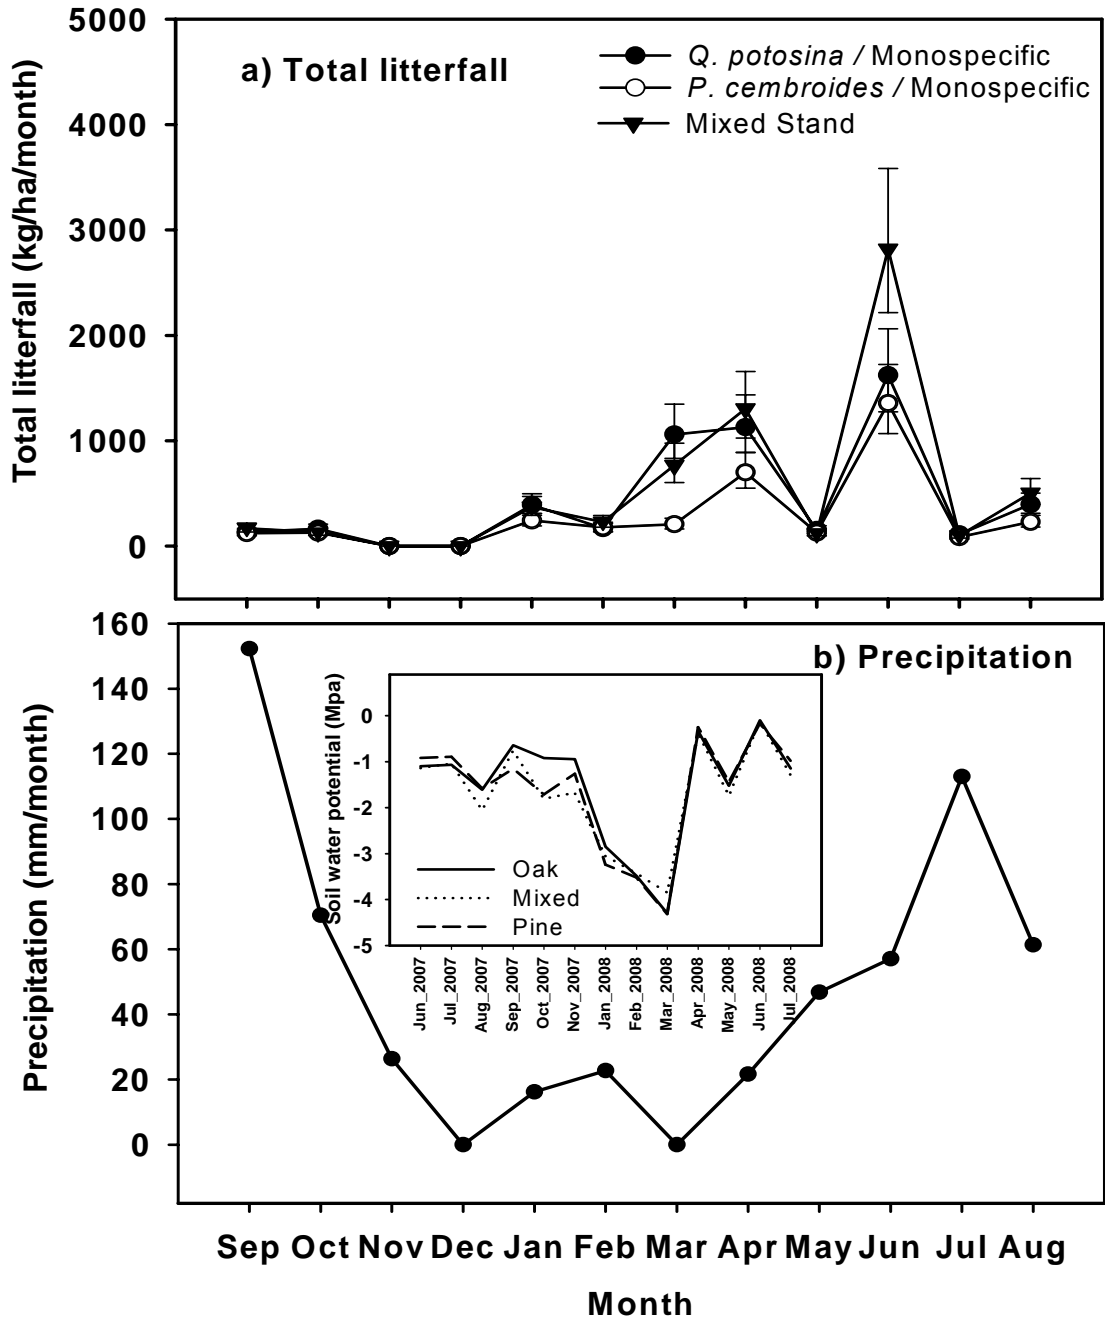 5000
4000
3000
2000
1000
0
Total litterfall (kg/ha/month)
a) Total litterfall
Q. potosina / Monospecific
P. cembroides / Monospecific
Mixed Stand
160
140
120
100
80
60
40
20
0
Precipitation (mm/month)
b) Precipitation
Soil water potential (Mpa)
0
-1
-2
-3
-4
-5
Oak
Mixed
Pine
Jun_2007
Jul_2007
Aug_2007
Sep_2007
Oct_2007
Nov_2007
Jan_2008
Feb_2008
Mar_2008
Apr_2008
May_2008
Jun_2008
Jul_2008
Sep Oct Nov Dec Jan Feb Mar Apr May Jun Jul Aug
Month